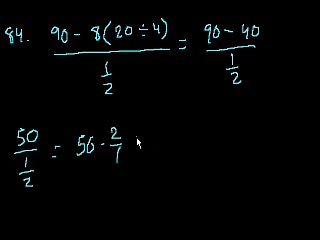 84. (90 - 8(20 ÷ 4)) / (1/2) = (90 - 40) / (1/2)
50 / (1/2) = 50 · 2/1